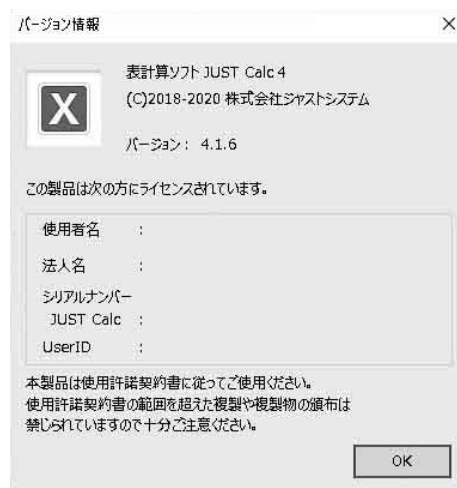 バージョン情報
X
表計算ソフト JUST Calc 4
(C)2018-2020 株式会社ジャストシステム
バージョン： 4.1.6
この製品は次の方にライセンスされています。
使用者名 :
法人名 :
シリアルナンバー
JUST Calc :
UserID :
本製品は使用許諾契約書に従ってご使用ください。
使用許諾契約書の範囲を超えた複製や複製物の頒布は
禁じられていますので十分ご注意ください。
OK